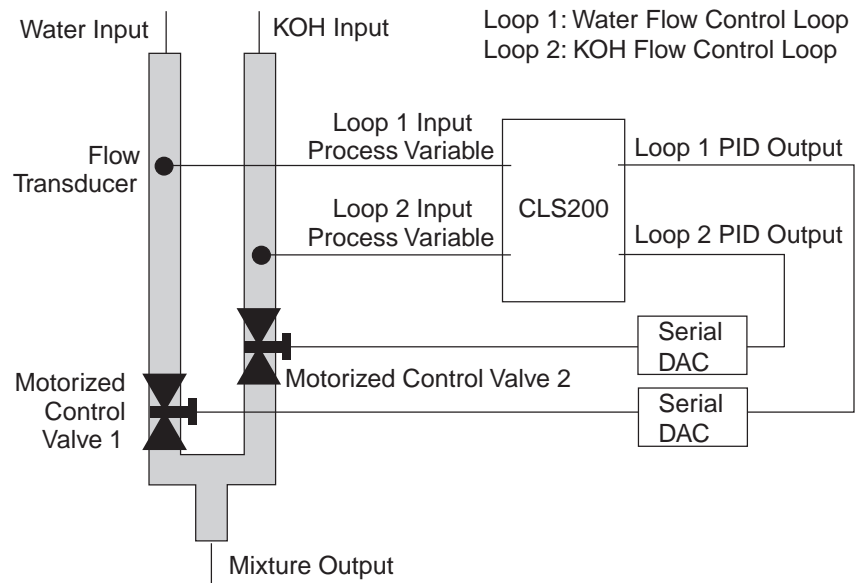 Water Input
KOH Input
Loop 1: Water Flow Control Loop
Loop 2: KOH Flow Control Loop
Flow
Transducer
Loop 1 Input
Process Variable
Loop 2 Input
Process Variable
CLS200
Loop 1 PID Output
Loop 2 PID Output
Serial
DAC
Motorized Control Valve 2
Motorized
Control
Valve 1
Serial
DAC
Mixture Output